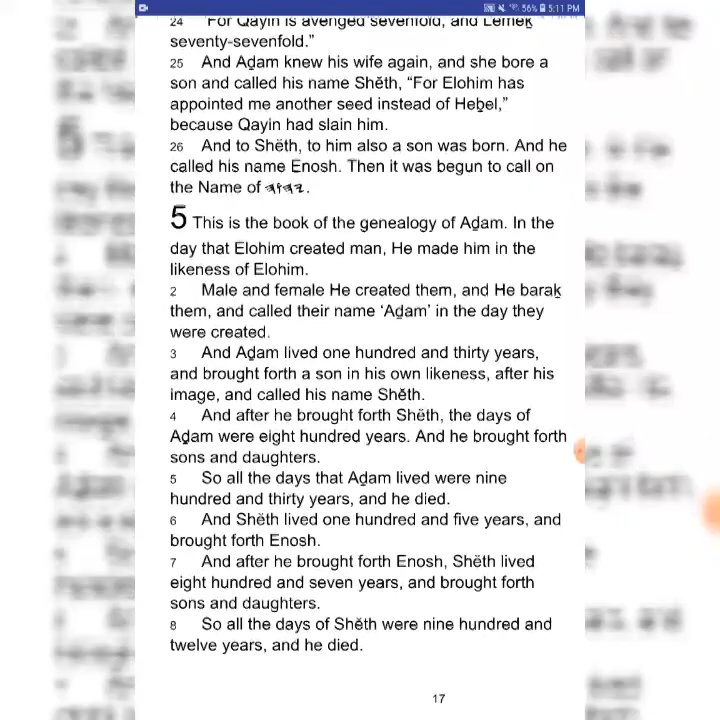 56% 5:11 PM
24 "For Qayin is avenged sevenfold, and Lemeḵ
seventy-sevenfold."
25 And Aḏam knew his wife again, and she bore a
son and called his name Shĕth, "For Elohim has
appointed me another seed instead of Heḇel,"
because Qayin had slain him.
26 And to Shĕth, to him also a son was born. And he
called his name Enosh. Then it was begun to call on
the Name of 𐤉𐤄𐤅𐤄.
5 This is the book of the genealogy of Aḏam. In the
day that Elohim created man, He made him in the
likeness of Elohim.
2 Male and female He created them, and He baraḵ
them, and called their name ‘Aḏam’ in the day they
were created.
3 And Aḏam lived one hundred and thirty years,
and brought forth a son in his own likeness, after his
image, and called his name Shĕth.
4 And after he brought forth Shĕth, the days of
Aḏam were eight hundred years. And he brought forth
sons and daughters.
5 So all the days that Aḏam lived were nine
hundred and thirty years, and he died.
6 And Shĕth lived one hundred and five years, and
brought forth Enosh.
7 And after he brought forth Enosh, Shĕth lived
eight hundred and seven years, and brought forth
sons and daughters.
8 So all the days of Shĕth were nine hundred and
twelve years, and he died.
17